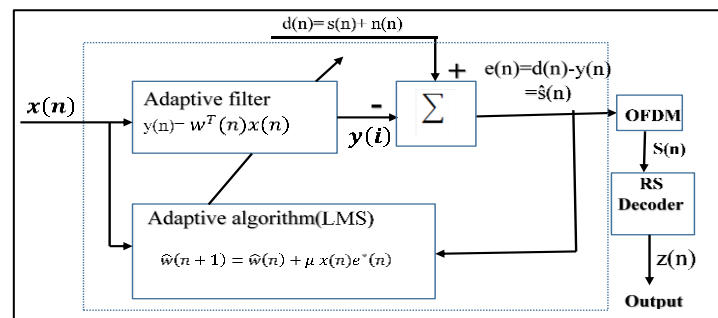 d(n)=s(n)+n(n)
x(n)
Adaptive filter
y(n)= w^T(n)x(n)
-
y(i)
+
∑
e(n)=d(n)-y(n)
=ŝ(n)
OFDM
S(n)
RS
Decoder
z(n)
Output
Adaptive algorithm(LMS)
ŵ(n + 1) = ŵ(n) + μ x(n)e*(n)